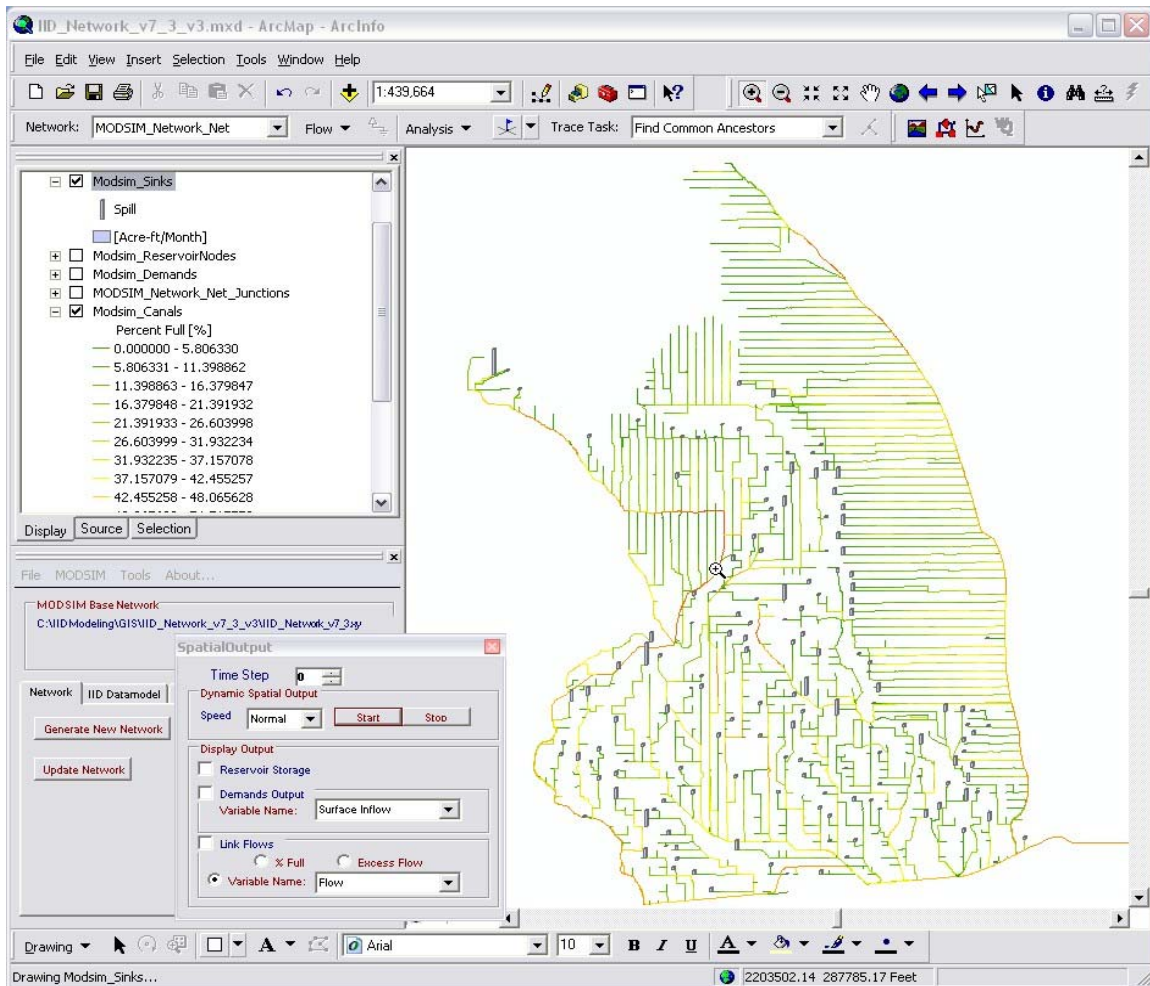 IID_Network_v7_3_v3.mxd - ArcMap - ArcInfo
File Edit View Insert Selection Tools Window Help
1:439,664
Network: MODSIM_Network_Net Flow Analysis Trace Task: Find Common Ancestors
Modsim_Sinks
Spill
[Acre-ft/Month]
Modsim_ReservoirNodes
Modsim_Demands
MODSIM_Network_Net_Junctions
Modsim_Canals
Percent Full [%]
0.000000 - 5.806330
5.806331 - 11.398862
11.398863 - 16.379847
16.379848 - 21.391932
21.391933 - 26.603998
26.603999 - 31.932234
31.932235 - 37.157078
37.157079 - 42.455257
42.455258 - 48.065628
Display Source Selection
File MODSIM Tools About...
MODSIM Base Network
C:\IIDModeling\GIS\IID_Network_v7_3_v3\IID_Network_v7_3.xy
Network IID Datamodel
Generate New Network
Update Network
SpatialOutput
Time Step 0
Dynamic Spatial Output
Speed Normal Start Stop
Display Output
Reservoir Storage
Demands Output
Variable Name: Surface Inflow
Link Flows
% Full Excess Flow
Variable Name: Flow
Drawing A Arial 10 B I U A
Drawing Modsim_Sinks... 2203502.14 287785.17 Feet